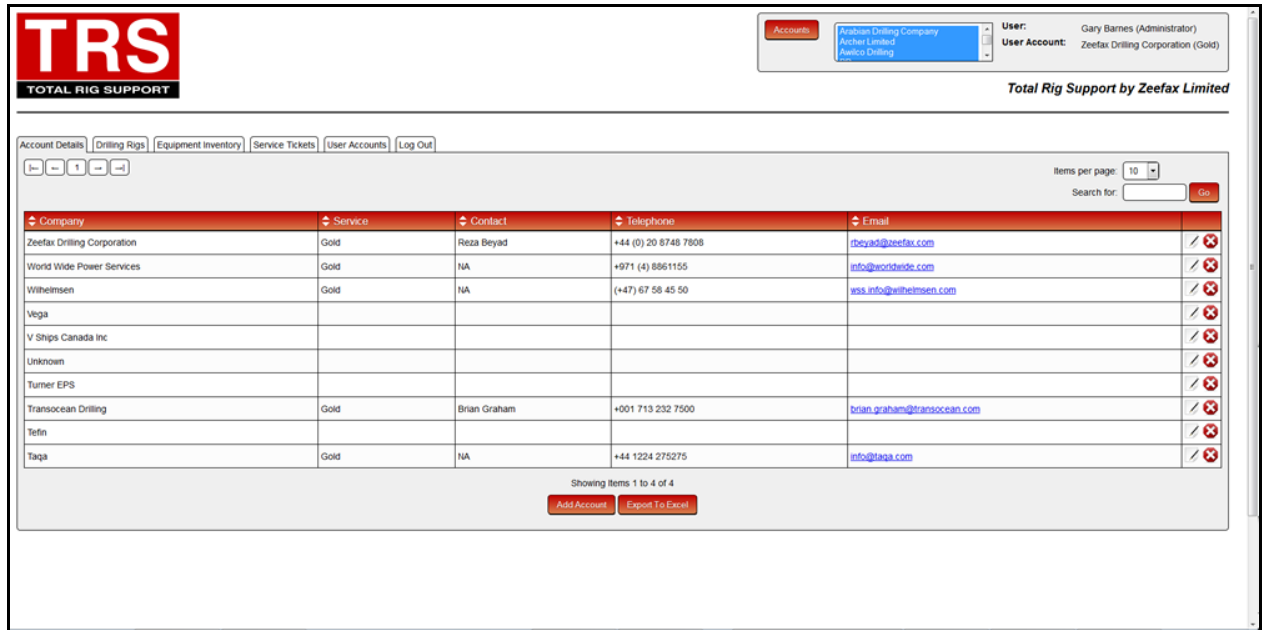 TRS
TOTAL RIG SUPPORT
Accounts
Arabian Drilling Company
Archer Limited
Awilco Drilling
User: Gary Barnes (Administrator)
User Account: Zeefax Drilling Corporation (Gold)
Total Rig Support by Zeefax Limited
Account Details Drilling Rigs Equipment Inventory Service Tickets User Accounts Log Out
|← ← 1 → →|
Items per page: 10
Search for: Go
Company Service Contact Telephone Email
Zeefax Drilling Corporation Gold Reza Beyad +44 (0) 20 8748 7808 rbeyad@zeefax.com
World Wide Power Services Gold NA +971 (4) 8861155 info@worldwide.com
Wilhelmsen Gold NA (+47) 67 58 45 50 wss.info@wilhelmsen.com
Vega
V Ships Canada Inc
Unknown
Turner EPS
Transocean Drilling Gold Brian Graham +001 713 232 7500 brian.graham@transocean.com
Tefin
Taqa Gold NA +44 1224 275275 info@taqa.com
Showing Items 1 to 4 of 4
Add Account Export To Excel